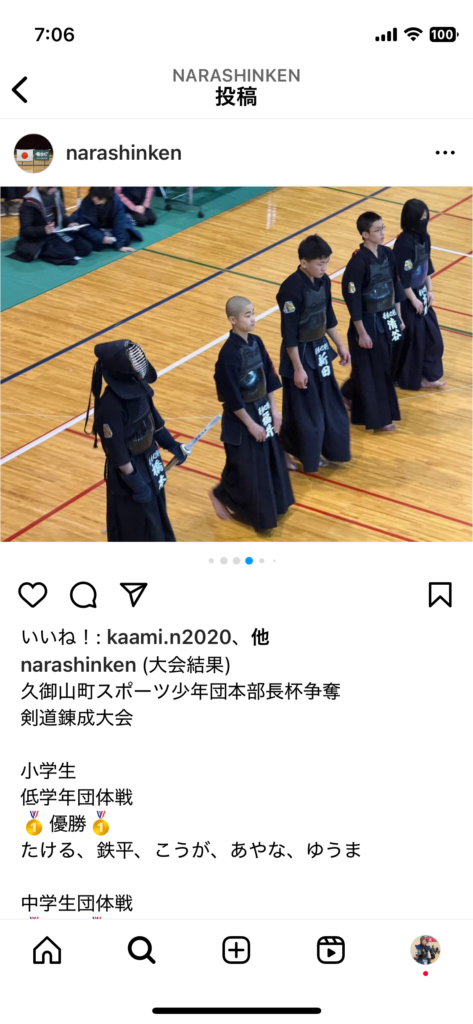 7:06
100
NARASHINKEN
投稿
narashinken
新田
清谷
いいね！: kaami.n2020、他
narashinken (大会結果)
久御山町スポーツ少年団本部長杯争奪
剣道錬成大会
小学生
低学年団体戦
🥇優勝🥇
たける、鉄平、こうが、あやな、ゆうま
中学生団体戦